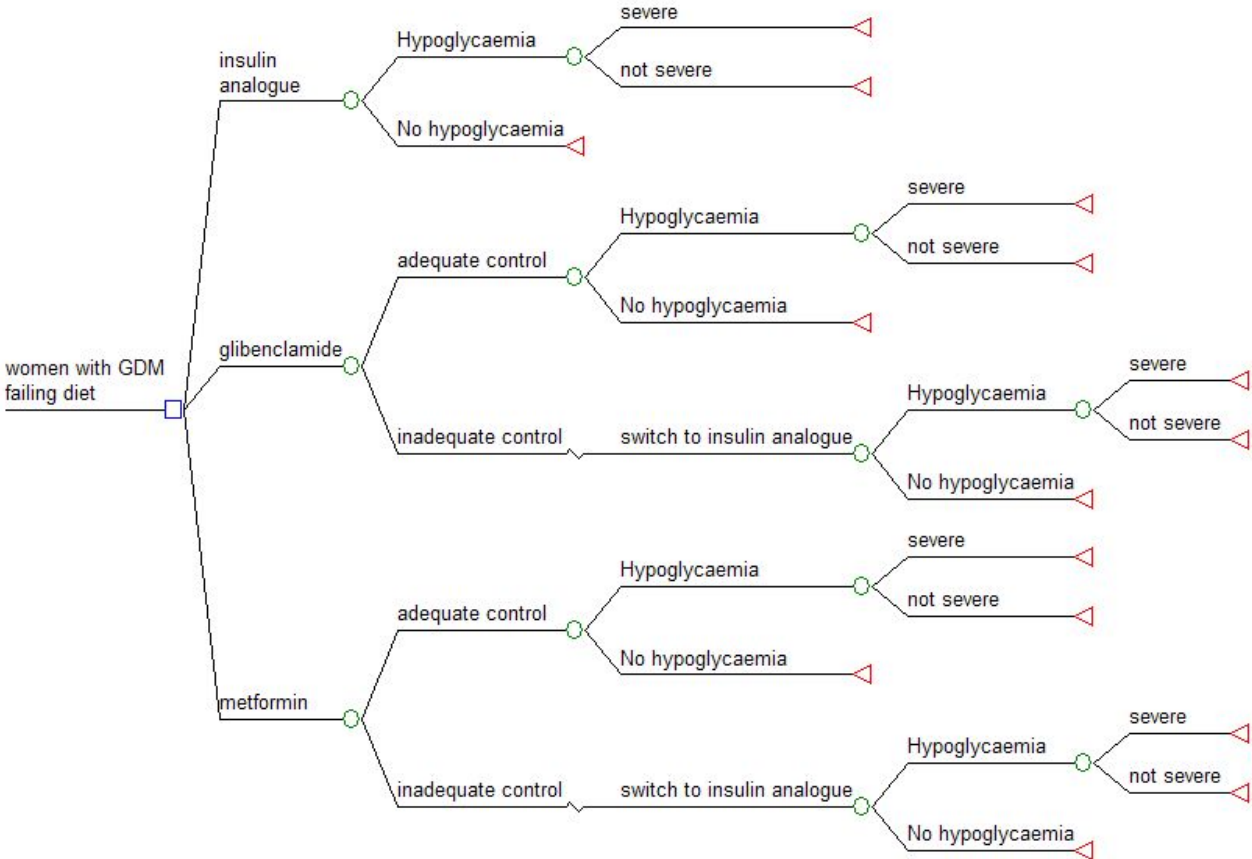 severe
Hypoglycaemia
insulin
analogue
not severe
No hypoglycaemia
severe
Hypoglycaemia
not severe
adequate control
No hypoglycaemia
glibenclamide
women with GDM
failing diet
severe
Hypoglycaemia
not severe
inadequate control
switch to insulin analogue
No hypoglycaemia
severe
Hypoglycaemia
not severe
adequate control
No hypoglycaemia
metformin
severe
Hypoglycaemia
not severe
inadequate control
switch to insulin analogue
No hypoglycaemia